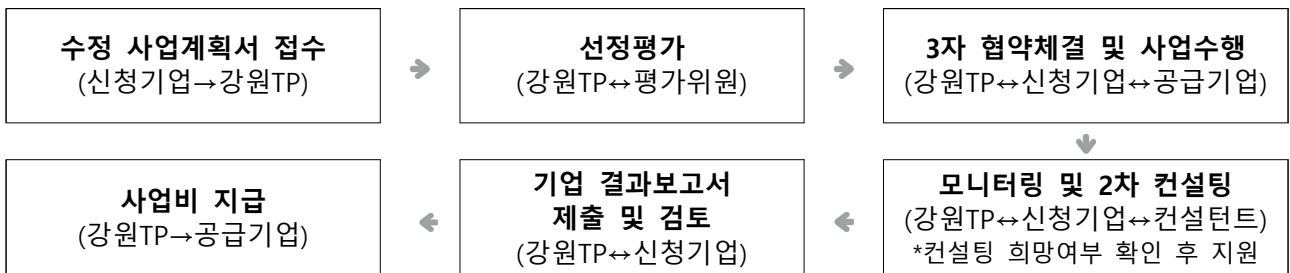 수정 사업계획서 접수
(신청기업→강원TP)
선정평가
(강원TP↔평가위원)
3자 협약체결 및 사업수행
(강원TP↔신청기업↔공급기업)
모니터링 및 2차 컨설팅
(강원TP↔신청기업↔컨설턴트)
*컨설팅 희망여부 확인 후 지원
기업 결과보고서
제출 및 검토
(강원TP↔신청기업)
사업비 지급
(강원TP→공급기업)